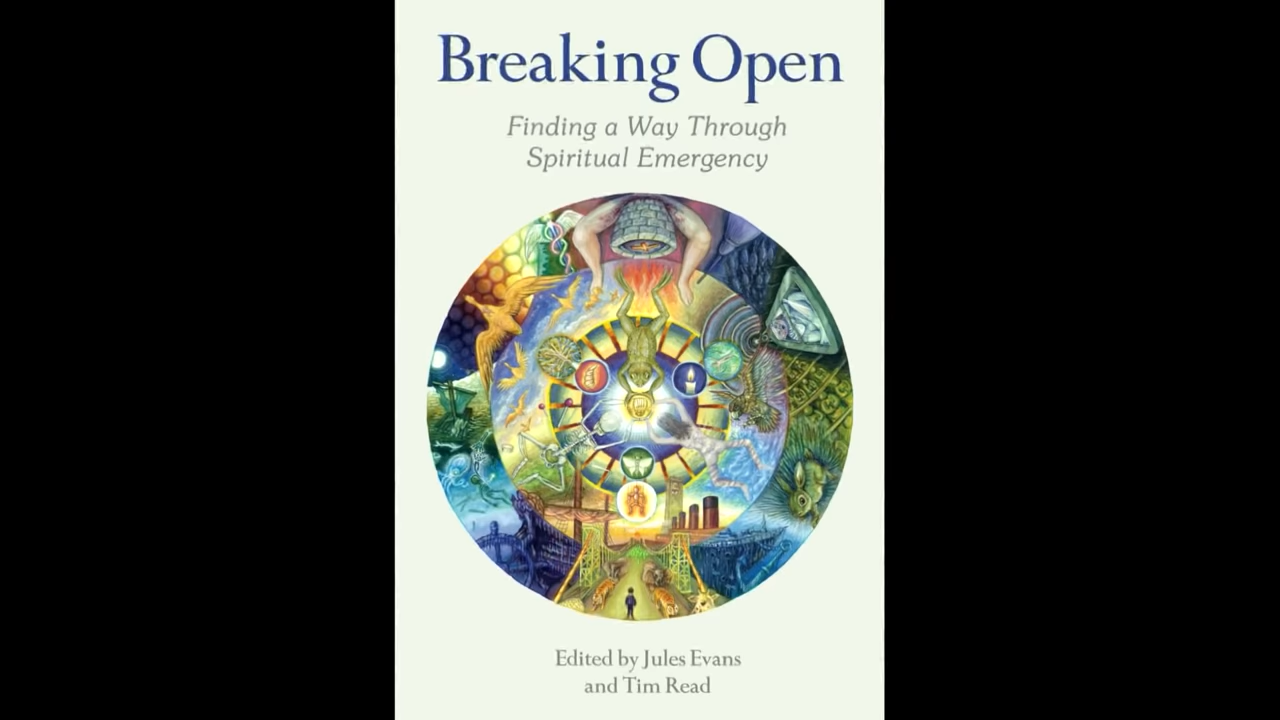 Breaking Open
Finding a Way Through
Spiritual Emergency
Edited by Jules Evans
and Tim Read